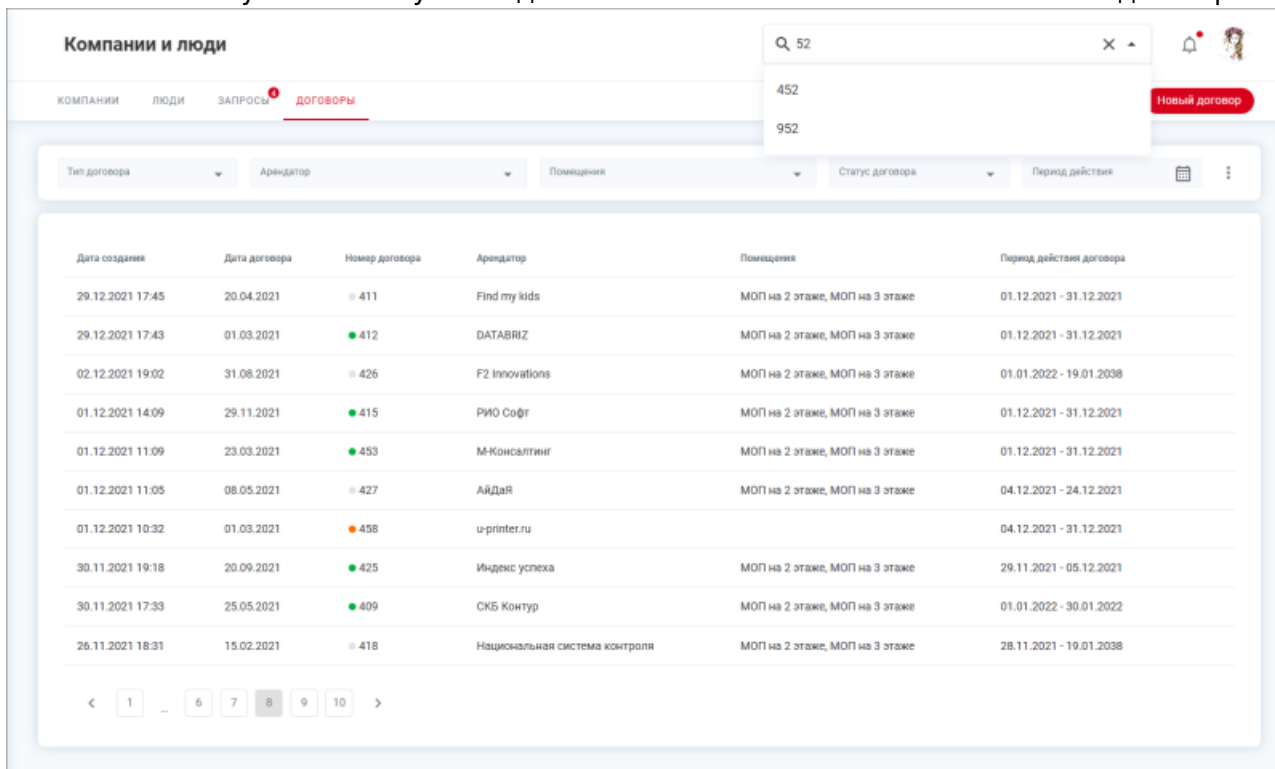 Компании и люди
52
452
952
КОМПАНИИ ЛЮДИ ЗАПРОСЫ 4 ДОГОВОРЫ
Новый договор
Тип договора Арендатор Помещения Статус договора Период действия
Дата создания Дата договора Номер договора Арендатор Помещения Период действия договора
29.12.2021 17:45 20.04.2021 411 Find my kids МОП на 2 этаже, МОП на 3 этаже 01.12.2021 - 31.12.2021
29.12.2021 17:43 01.03.2021 412 DATABRIZ МОП на 2 этаже, МОП на 3 этаже 01.12.2021 - 31.12.2021
02.12.2021 19:02 31.08.2021 426 F2 Innovations МОП на 2 этаже, МОП на 3 этаже 01.01.2022 - 19.01.2038
01.12.2021 14:09 29.11.2021 415 РИО Софт МОП на 2 этаже, МОП на 3 этаже 01.12.2021 - 31.12.2021
01.12.2021 11:09 23.03.2021 453 М-Консалтинг МОП на 2 этаже, МОП на 3 этаже 01.12.2021 - 31.12.2021
01.12.2021 11:05 08.05.2021 427 АйДаЯ МОП на 2 этаже, МОП на 3 этаже 04.12.2021 - 24.12.2021
01.12.2021 10:32 01.03.2021 458 u-printer.ru 04.12.2021 - 31.12.2021
30.11.2021 19:18 20.09.2021 425 Индекс успеха МОП на 2 этаже, МОП на 3 этаже 29.11.2021 - 05.12.2021
30.11.2021 17:33 25.05.2021 409 СКБ Контур МОП на 2 этаже, МОП на 3 этаже 01.01.2022 - 30.01.2022
26.11.2021 18:31 15.02.2021 418 Национальная система контроля МОП на 2 этаже, МОП на 3 этаже 28.11.2021 - 19.01.2038
1 ... 6 7 8 9 10